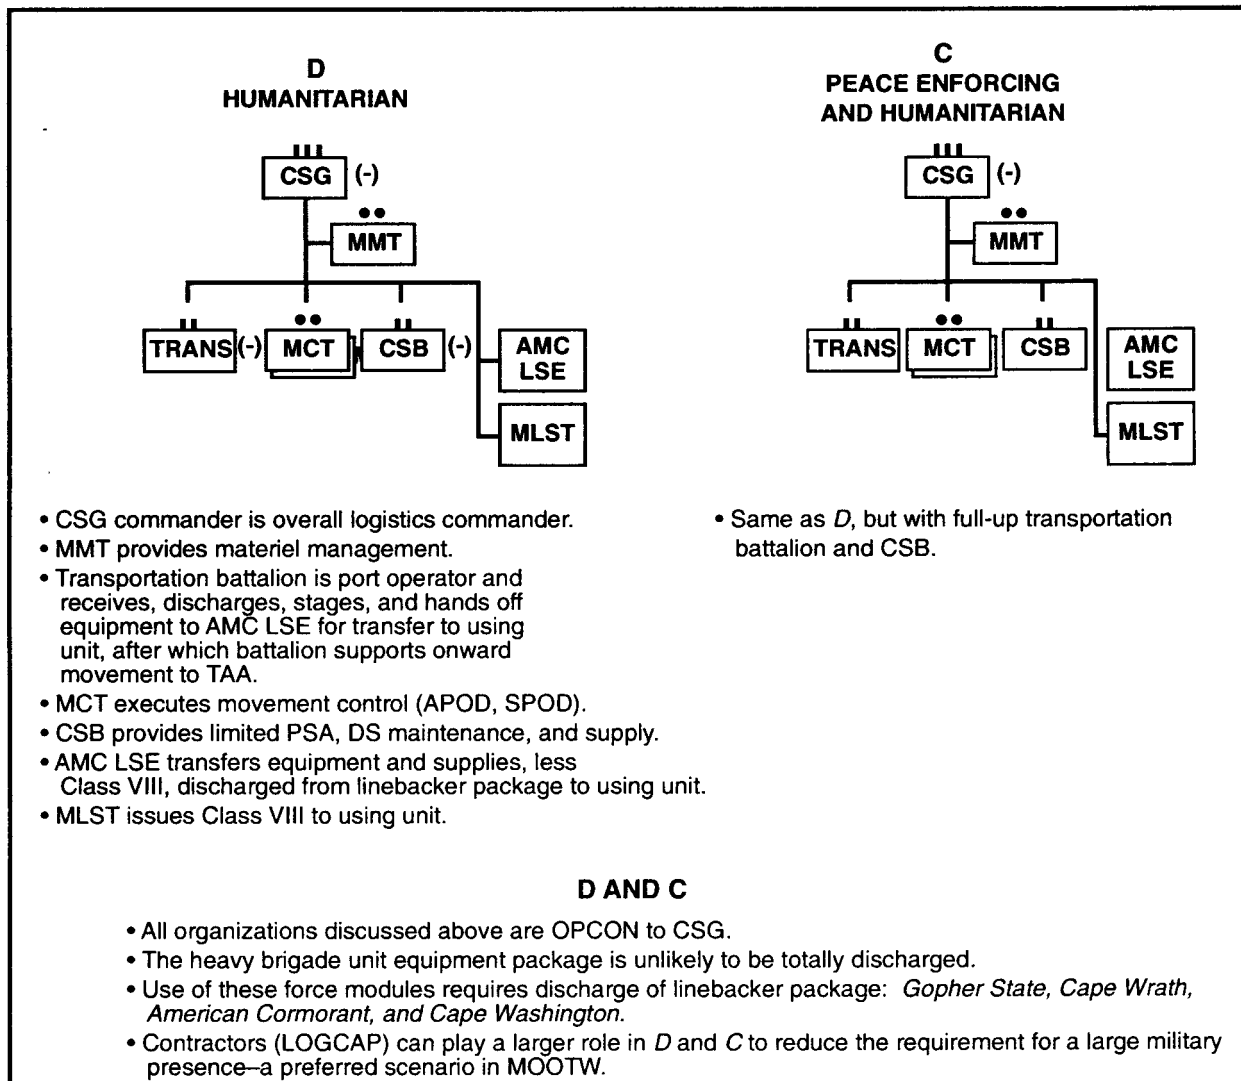 D
HUMANITARIAN
CSG (-)
MMT
TRANS (-) MCT CSB (-)
AMC
LSE
MLST
C
PEACE ENFORCING
AND HUMANITARIAN
CSG (-)
MMT
TRANS MCT CSB
AMC
LSE
MLST
• CSG commander is overall logistics commander.
• MMT provides materiel management.
• Transportation battalion is port operator and
receives, discharges, stages, and hands off
equipment to AMC LSE for transfer to using
unit, after which battalion supports onward
movement to TAA.
• MCT executes movement control (APOD, SPOD).
• CSB provides limited PSA, DS maintenance, and supply.
• AMC LSE transfers equipment and supplies, less
Class VIII, discharged from linebacker package to using unit.
• MLST issues Class VIII to using unit.
• Same as D, but with full-up transportation
battalion and CSB.
D AND C
• All organizations discussed above are OPCON to CSG.
• The heavy brigade unit equipment package is unlikely to be totally discharged.
• Use of these force modules requires discharge of linebacker package: Gopher State, Cape Wrath,
American Cormorant, and Cape Washington.
• Contractors (LOGCAP) can play a larger role in D and C to reduce the requirement for a large military
presence–a preferred scenario in MOOTW.